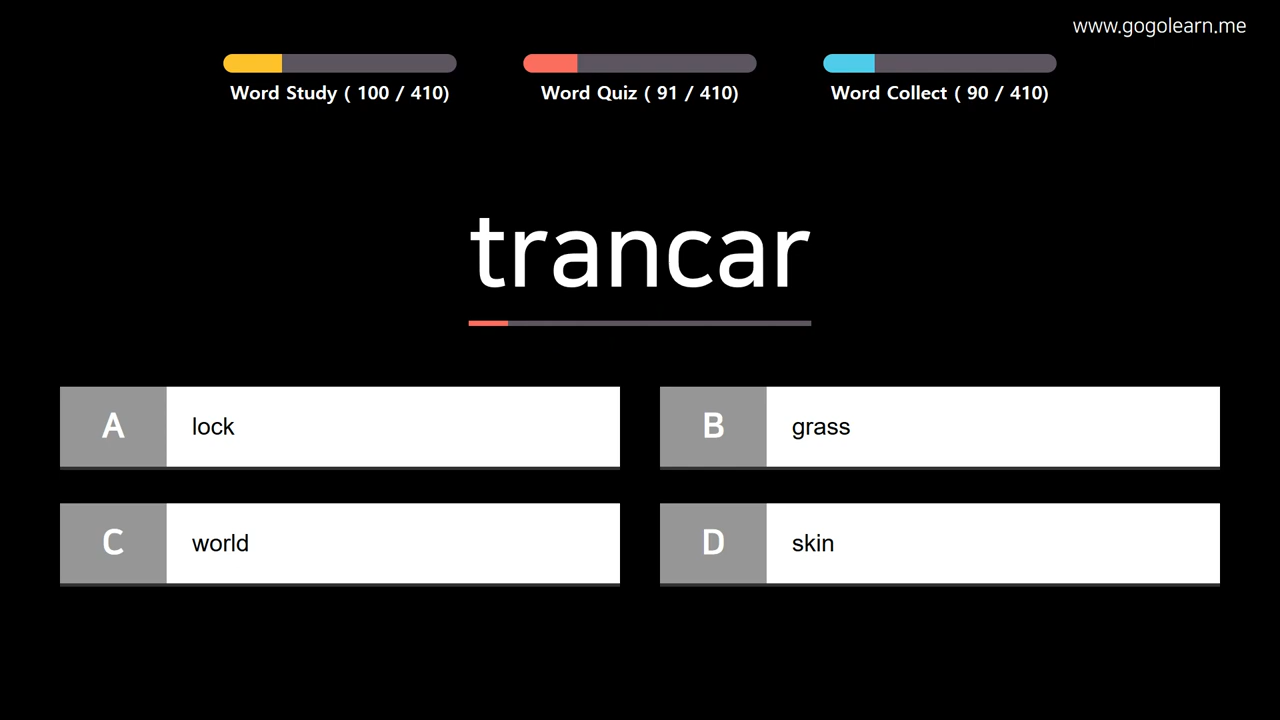 www.gogolearn.me
Word Study ( 100 / 410)
Word Quiz ( 91 / 410)
Word Collect ( 90 / 410)
trancar
A lock
B grass
C world
D skin